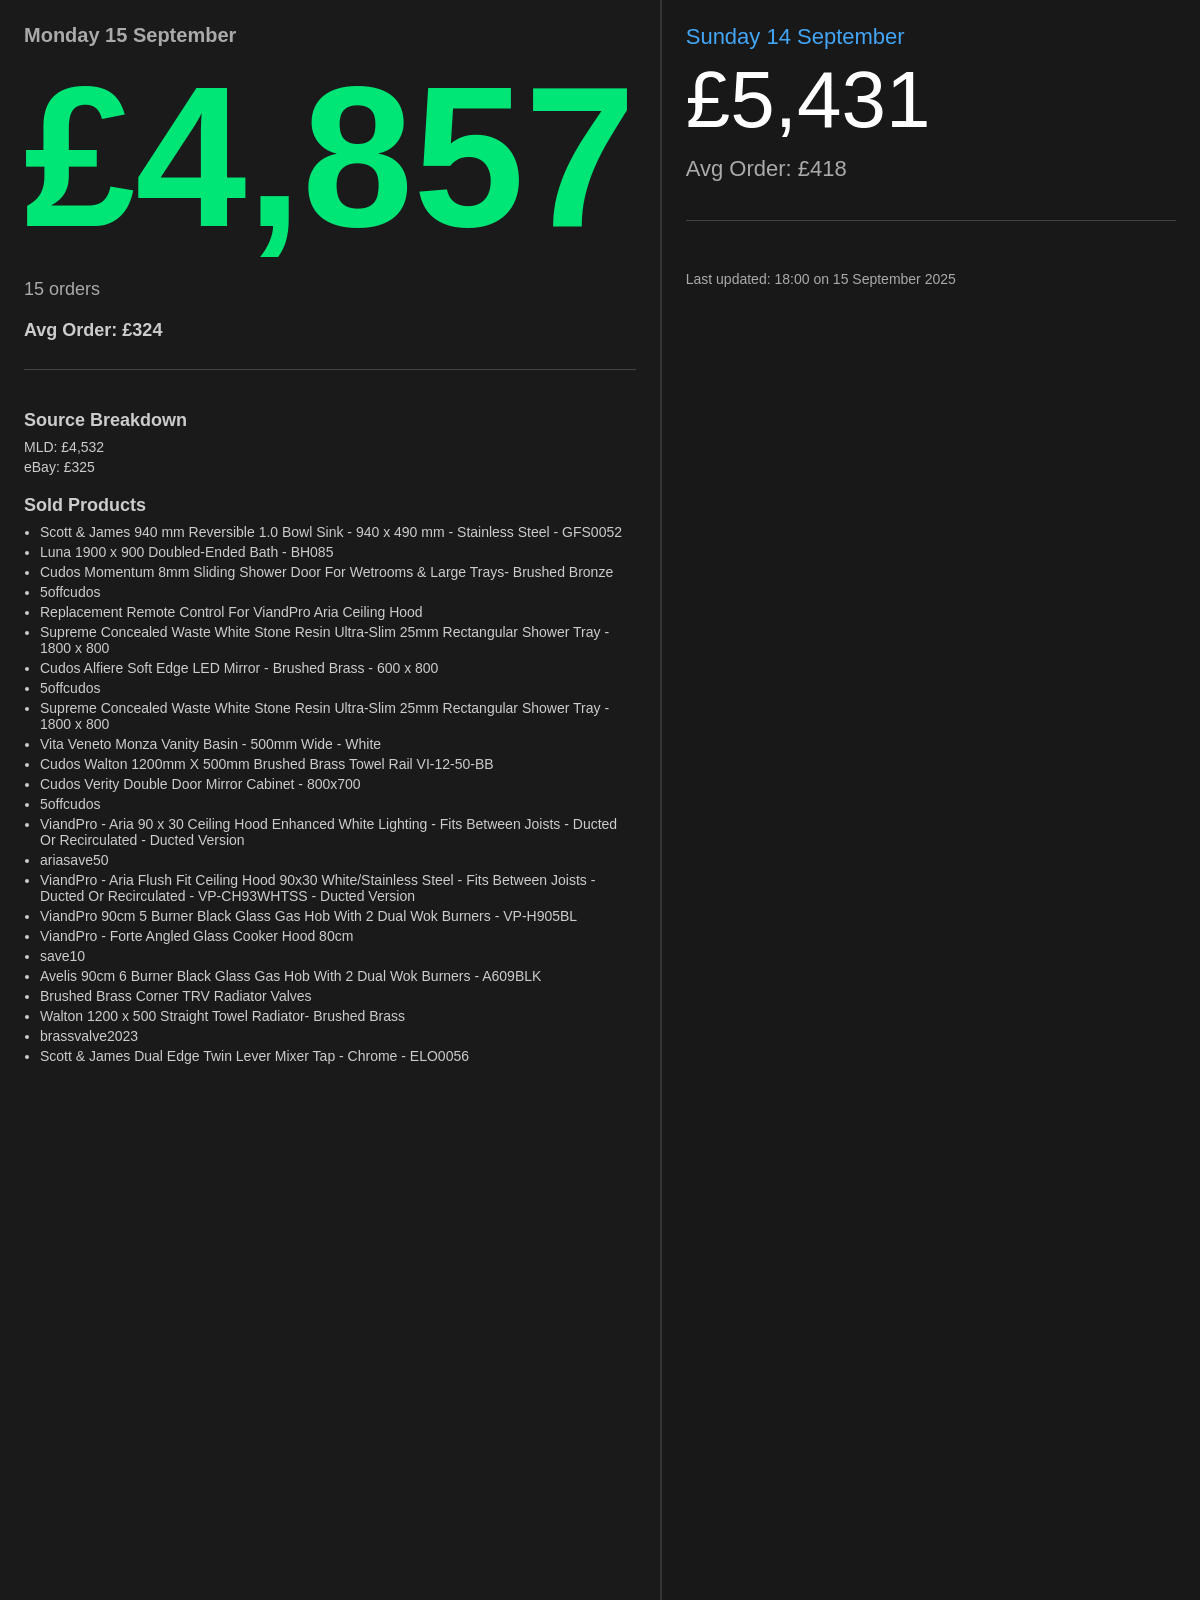 Monday 15 September
£4,857
15 orders
Avg Order: £324
Source Breakdown
MLD: £4,532
eBay: £325
Sold Products
• Scott & James 940 mm Reversible 1.0 Bowl Sink - 940 x 490 mm - Stainless Steel - GFS0052
• Luna 1900 x 900 Doubled-Ended Bath - BH085
• Cudos Momentum 8mm Sliding Shower Door For Wetrooms & Large Trays- Brushed Bronze
• 5offcudos
• Replacement Remote Control For ViandPro Aria Ceiling Hood
• Supreme Concealed Waste White Stone Resin Ultra-Slim 25mm Rectangular Shower Tray -
1800 x 800
• Cudos Alfiere Soft Edge LED Mirror - Brushed Brass - 600 x 800
• 5offcudos
• Supreme Concealed Waste White Stone Resin Ultra-Slim 25mm Rectangular Shower Tray -
1800 x 800
• Vita Veneto Monza Vanity Basin - 500mm Wide - White
• Cudos Walton 1200mm X 500mm Brushed Brass Towel Rail VI-12-50-BB
• Cudos Verity Double Door Mirror Cabinet - 800x700
• 5offcudos
• ViandPro - Aria 90 x 30 Ceiling Hood Enhanced White Lighting - Fits Between Joists - Ducted
Or Recirculated - Ducted Version
• ariasave50
• ViandPro - Aria Flush Fit Ceiling Hood 90x30 White/Stainless Steel - Fits Between Joists -
Ducted Or Recirculated - VP-CH93WHTSS - Ducted Version
• ViandPro 90cm 5 Burner Black Glass Gas Hob With 2 Dual Wok Burners - VP-H905BL
• ViandPro - Forte Angled Glass Cooker Hood 80cm
• save10
• Avelis 90cm 6 Burner Black Glass Gas Hob With 2 Dual Wok Burners - A609BLK
• Brushed Brass Corner TRV Radiator Valves
• Walton 1200 x 500 Straight Towel Radiator- Brushed Brass
• brassvalve2023
• Scott & James Dual Edge Twin Lever Mixer Tap - Chrome - ELO0056
Sunday 14 September
£5,431
Avg Order: £418
Last updated: 18:00 on 15 September 2025